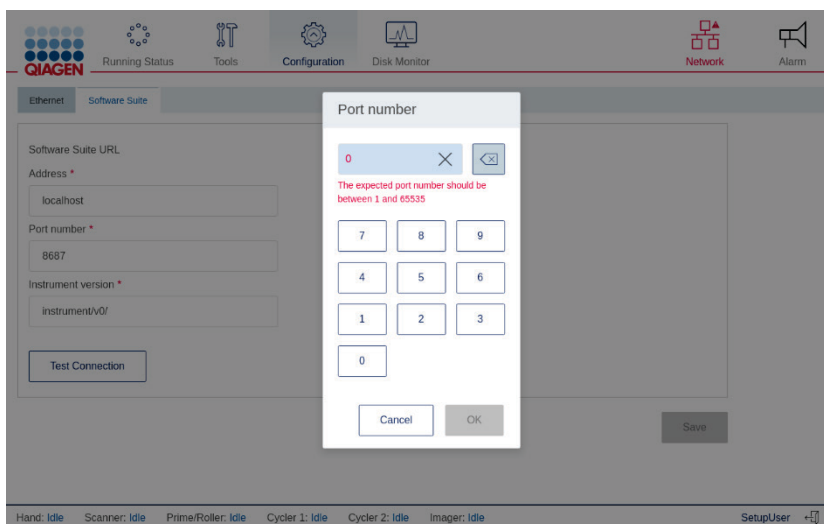 QIAGEN
Running Status
Tools
Configuration
Disk Monitor
Network
Alarm
Ethernet
Software Suite
Software Suite URL
Address *
localhost
Port number *
8687
Instrument version *
instrument/v0/
Test Connection
Save
Port number
0
The expected port number should be
between 1 and 65535
7 8 9
4 5 6
1 2 3
0
Cancel OK
Hand: Idle Scanner: Idle Prime/Roller: Idle Cycler 1: Idle Cycler 2: Idle Imager: Idle SetupUser